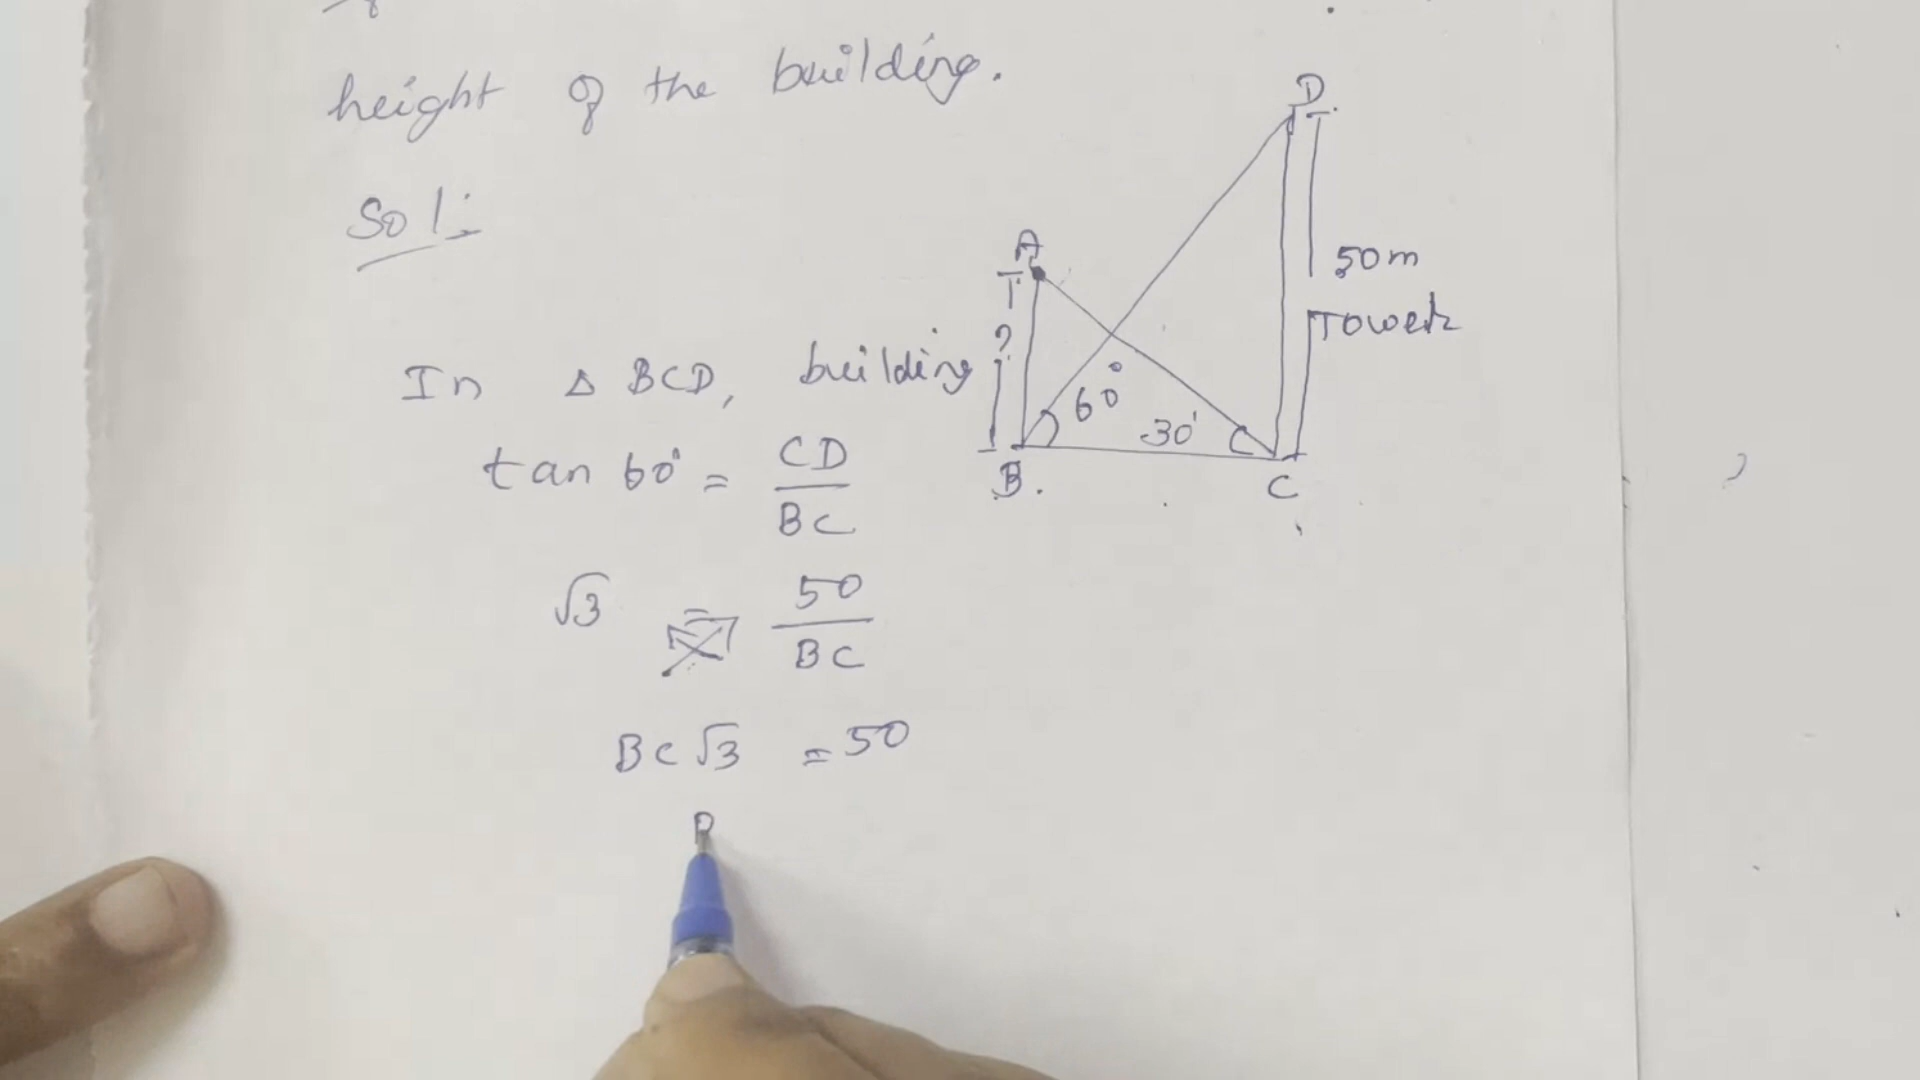 height of the building.
Sol:
In Δ BCD,
tan 60° = CD / BC
√3 = 50 / BC
BC √3 = 50
B
D
A
?
building
50m
Tower
60°
30°
B
C